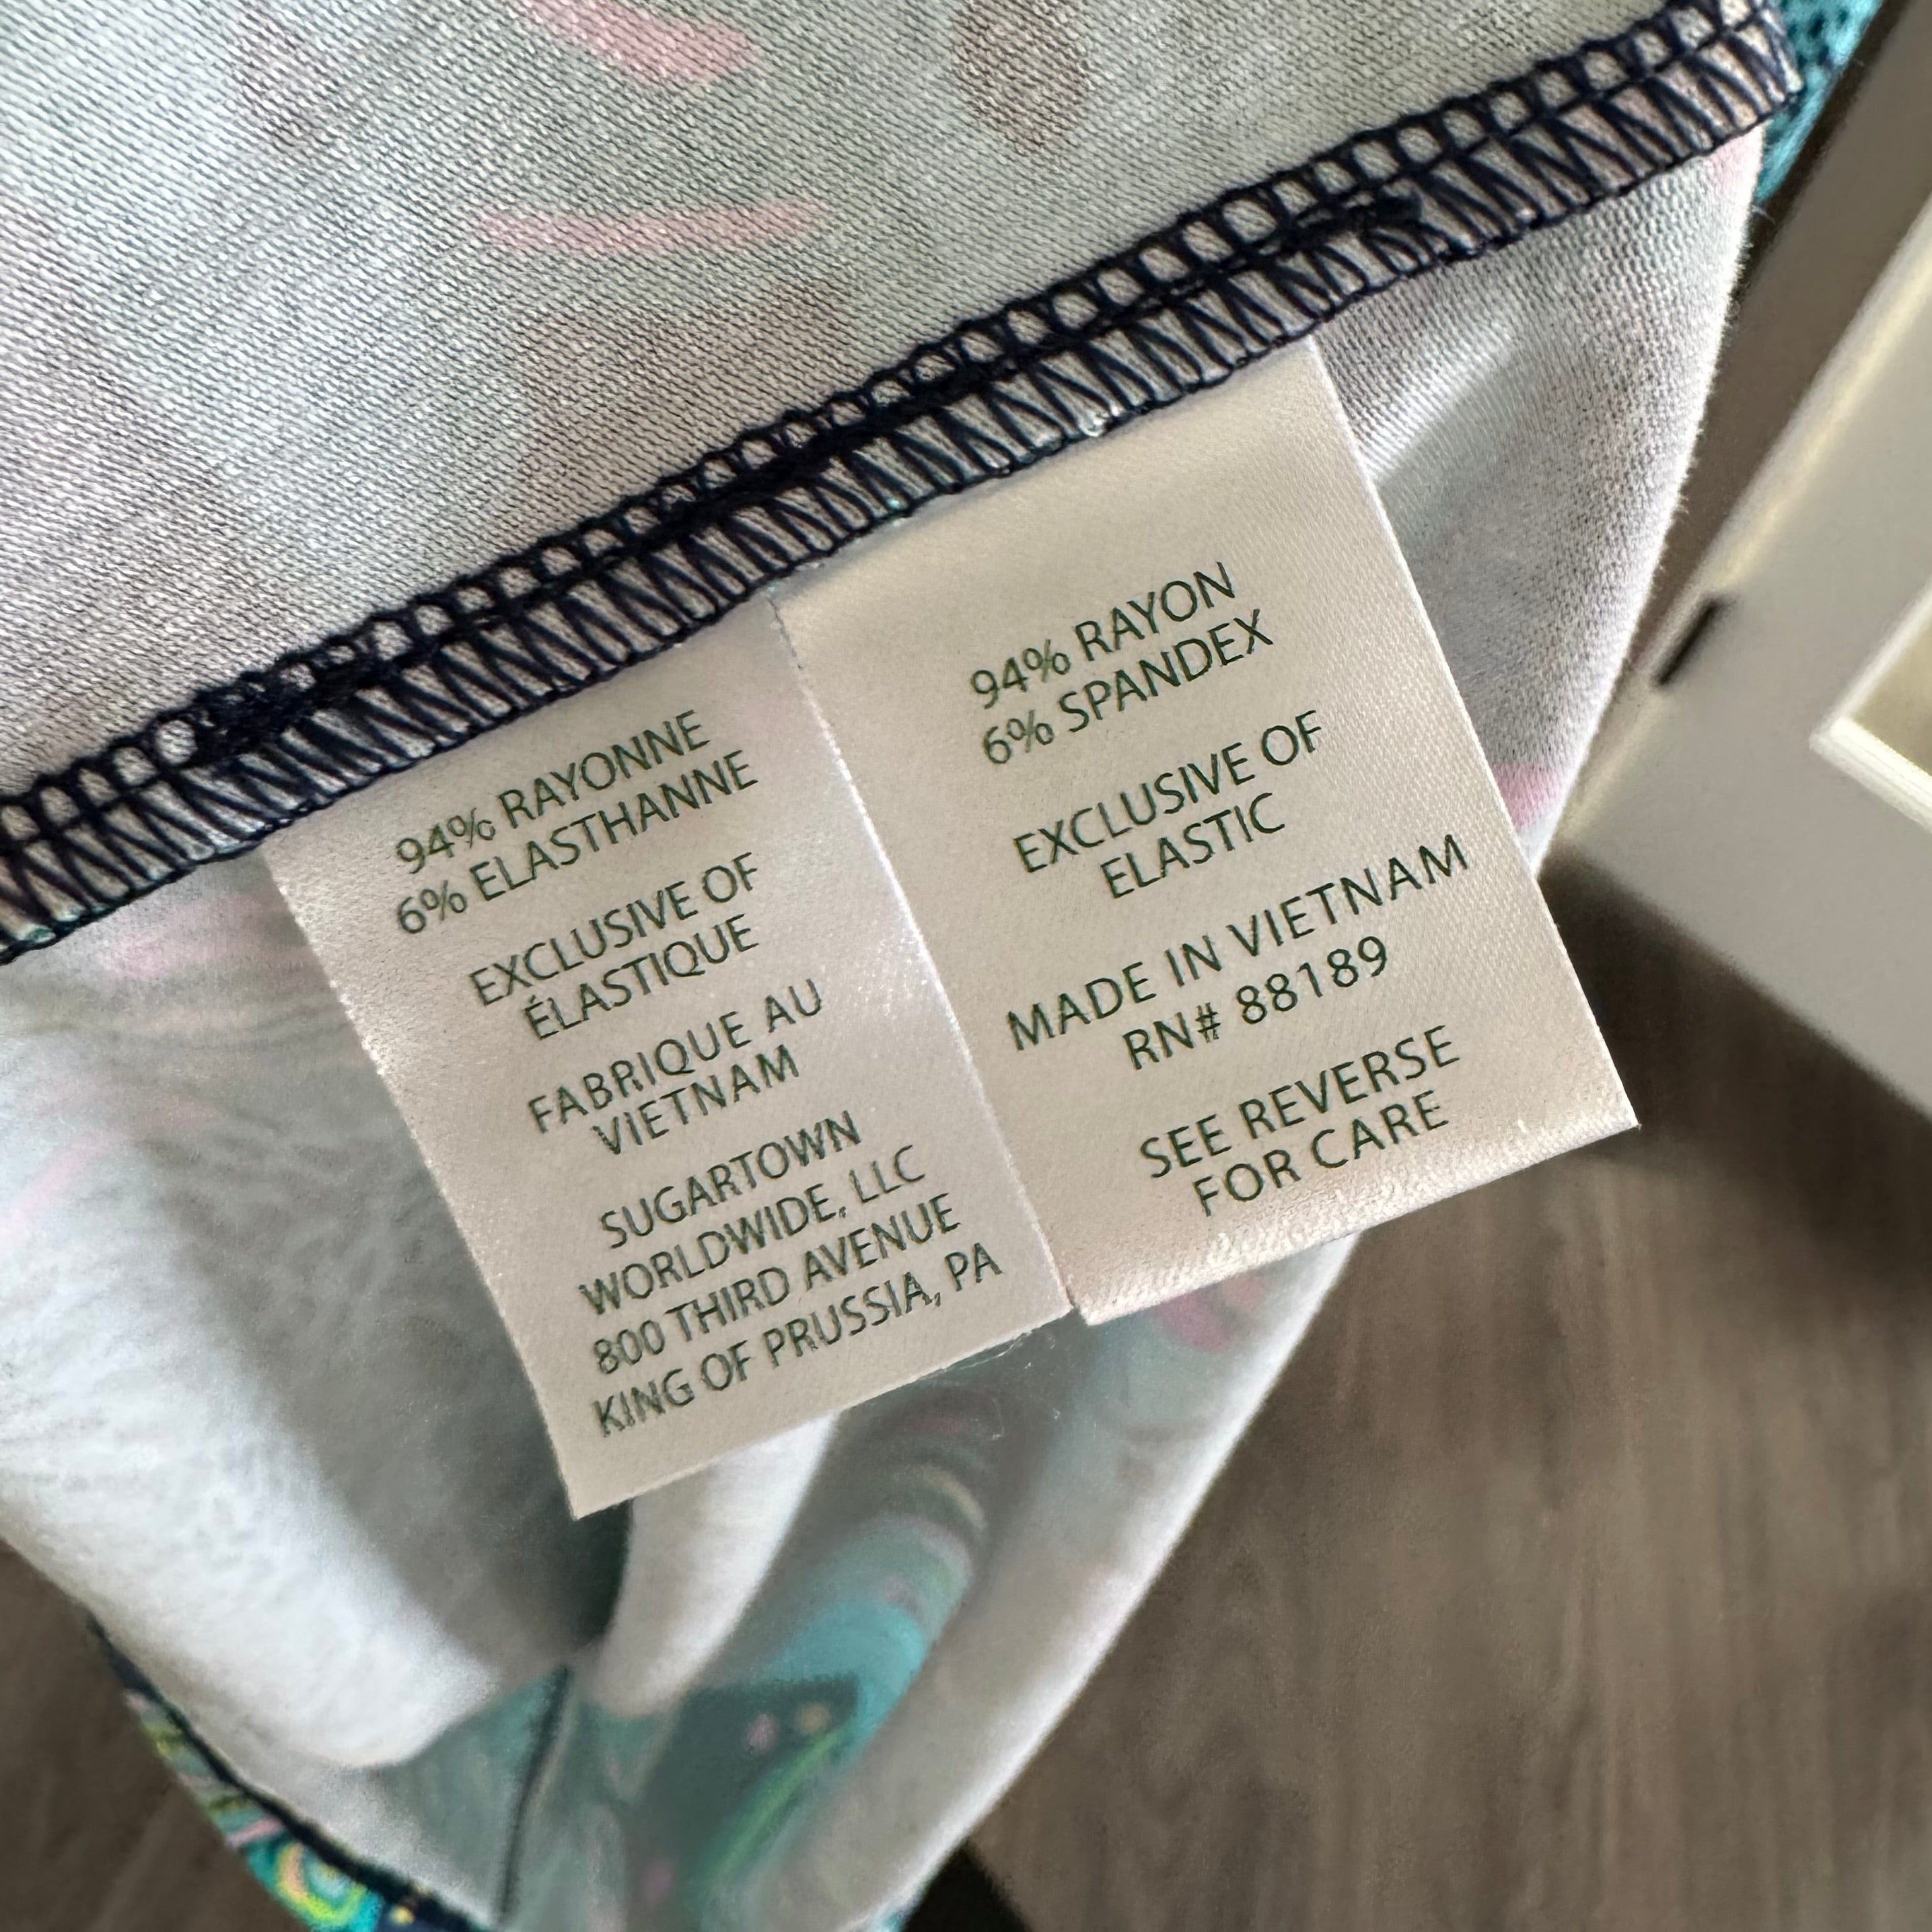 94% RAYONNE
6% ELASTHANNE
EXCLUSIVE OF
ÉLASTIQUE
FABRIQUE AU
VIETNAM
SUGARTOWN
WORLDWIDE, LLC
800 THIRD AVENUE
KING OF PRUSSIA, PA
94% RAYON
6% SPANDEX
EXCLUSIVE OF
ELASTIC
MADE IN VIETNAM
RN# 88189
SEE REVERSE
FOR CARE